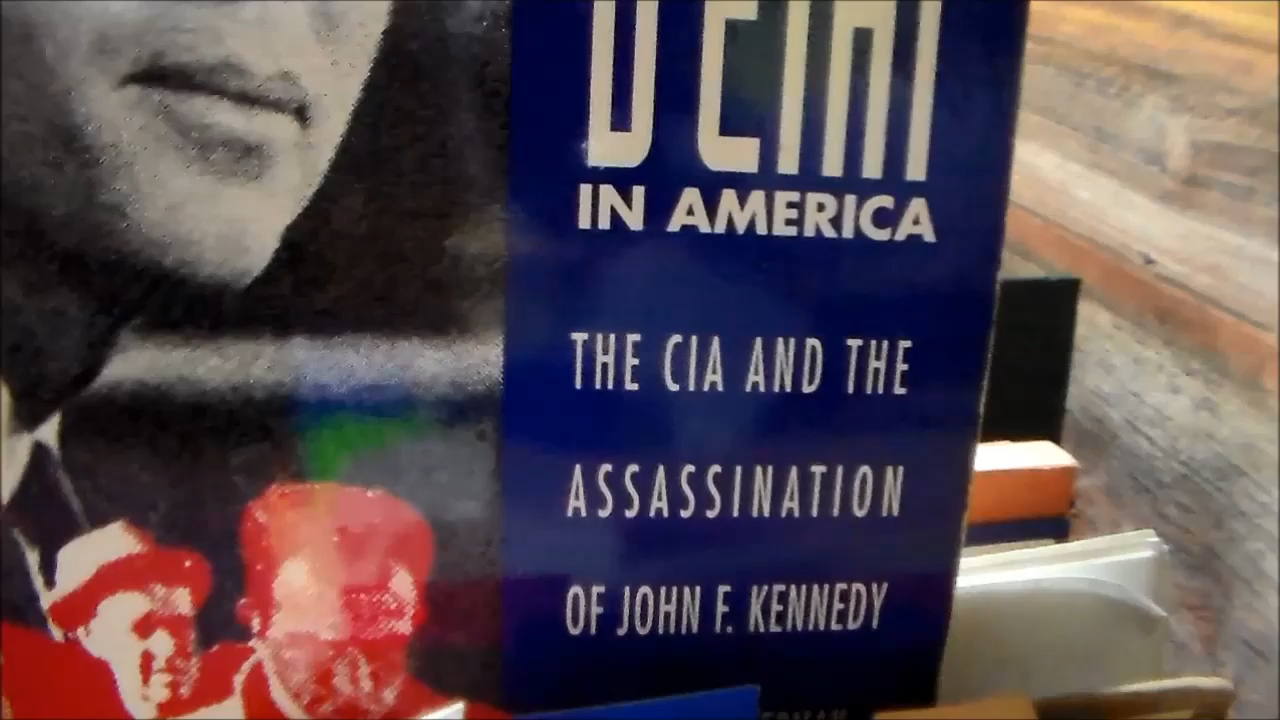 IN AMERICA
THE CIA AND THE
ASSASSINATION
OF JOHN F. KENNEDY